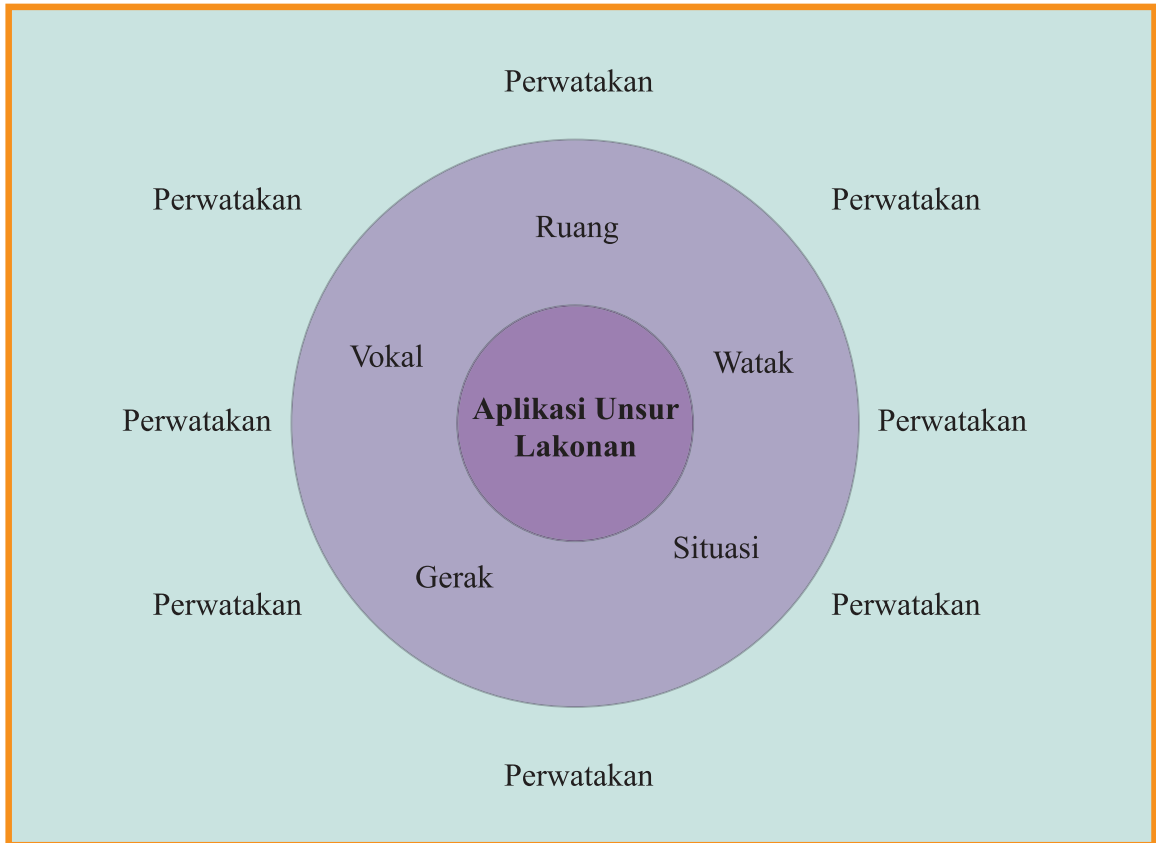 Perwatakan
Perwatakan
Perwatakan
Ruang
Vokal
Watak
Aplikasi Unsur
Lakonan
Perwatakan
Perwatakan
Situasi
Gerak
Perwatakan
Perwatakan
Perwatakan